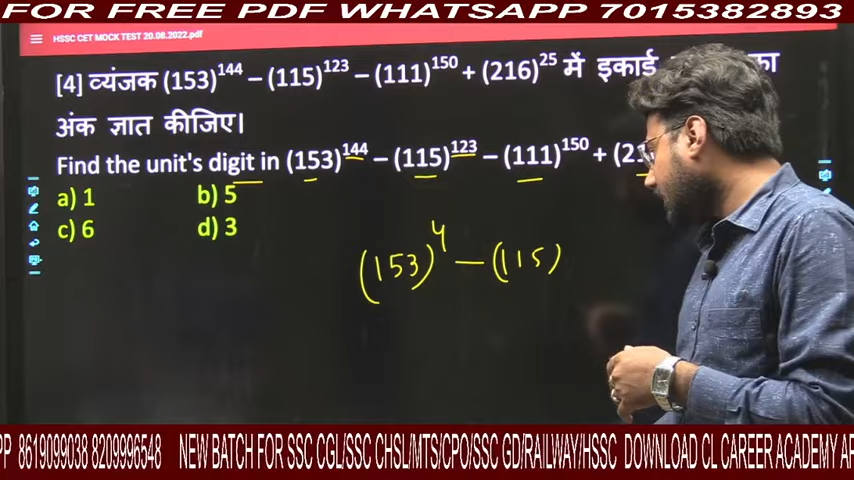 FOR FREE PDF WHATSAPP 7015382893
HSSC CET MOCK TEST 20.08.2022.pdf
[4] व्यंजक (153)^144 – (115)^123 – (111)^150 + (216)^25 में इकाई का
अंक ज्ञात कीजिए।
Find the unit's digit in (153)^144 – (115)^123 – (111)^150 +
a) 1 b) 5
c) 6 d) 3
(153)^4 – (115)
8619099038 8209996548 NEW BATCH FOR SSC CGL/SSC CHSL/MTS/CPO/SSC GD/RAILWAY/HSSC DOWNLOAD CL CAREER ACADEMY